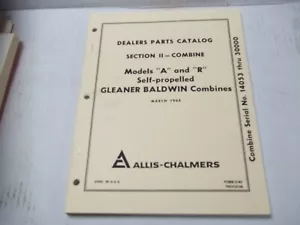 DEALERS PARTS CATALOG
SECTION II—COMBINE
Models "A" and "R"
Self-propelled
GLEANER BALDWIN Combines
MARCH 1968
Combine Serial No. 14053 thru 30000
ALLIS-CHALMERS